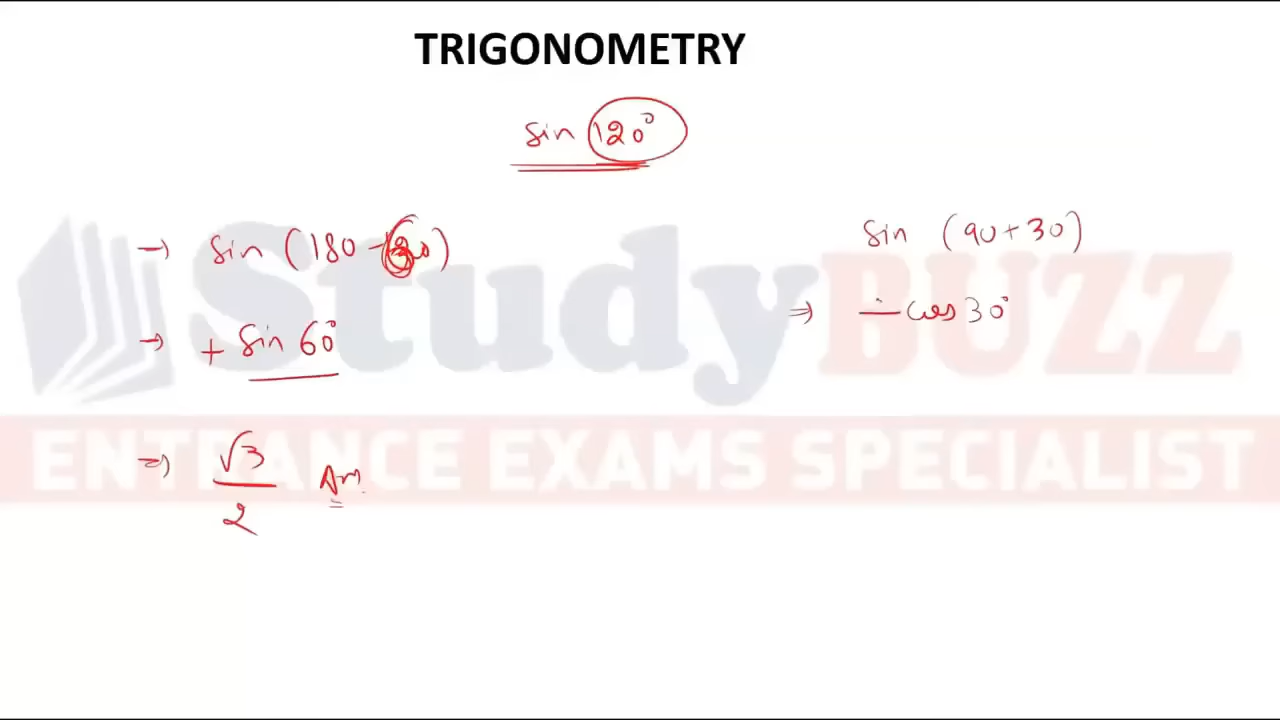 TRIGONOMETRY
sin 120°
→ sin (180 -
→ + sin 60°
⇒ √3/2 Ans.
sin (90+30)
⇒ - cos 30°
StudyBUZZ
ENTRANCE EXAMS SPECIALIST